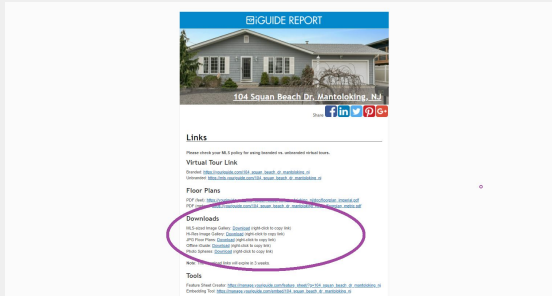 iGUIDE REPORT
104 Squan Beach Dr, Mantoloking, NJ
Share
Links
Please check your MLS policy for using branded vs. unbranded virtual tours.
Virtual Tour Link
Branded: https://youriguide.com/104_squan_beach_dr_mantoloking_nj
Unbranded: https://mls.youriguide.com/104_squan_beach_dr_mantoloking_nj
Floor Plans
PDF
PDF
Downloads
MLS-sized Image Gallery: Download (right-click to copy link)
Hi-Res Image Gallery: Download (right-click to copy link)
JPG Floor Plans: Download (right-click to copy link)
Offline iGuide: Download (right-click to copy link)
Photo Spheres: Download (right-click to copy link)
Note: links will expire in 3 weeks.
Tools
Feature Sheet Creator:
Embedding Tool: